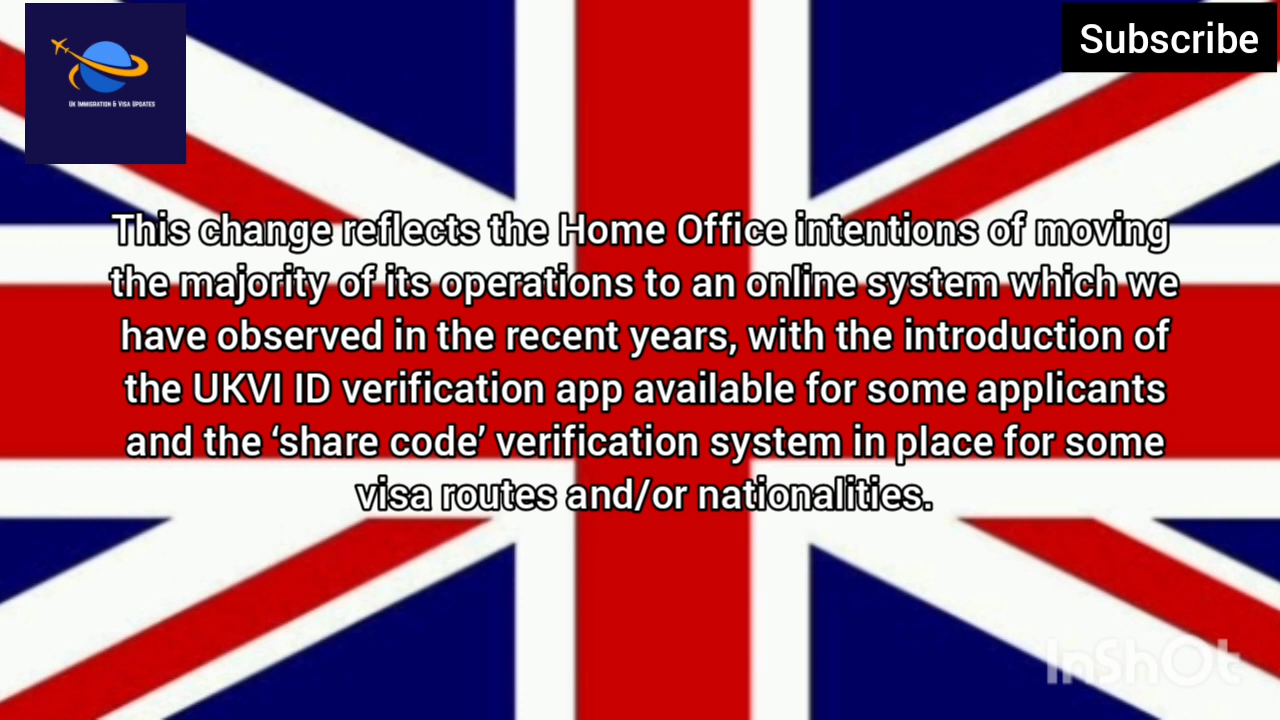 Subscribe
UK IMMIGRATION & VISA UPDATES
This change reflects the Home Office intentions of moving
the majority of its operations to an online system which we
have observed in the recent years, with the introduction of
the UKVI ID verification app available for some applicants
and the ‘share code’ verification system in place for some
visa routes and/or nationalities.
InShOt